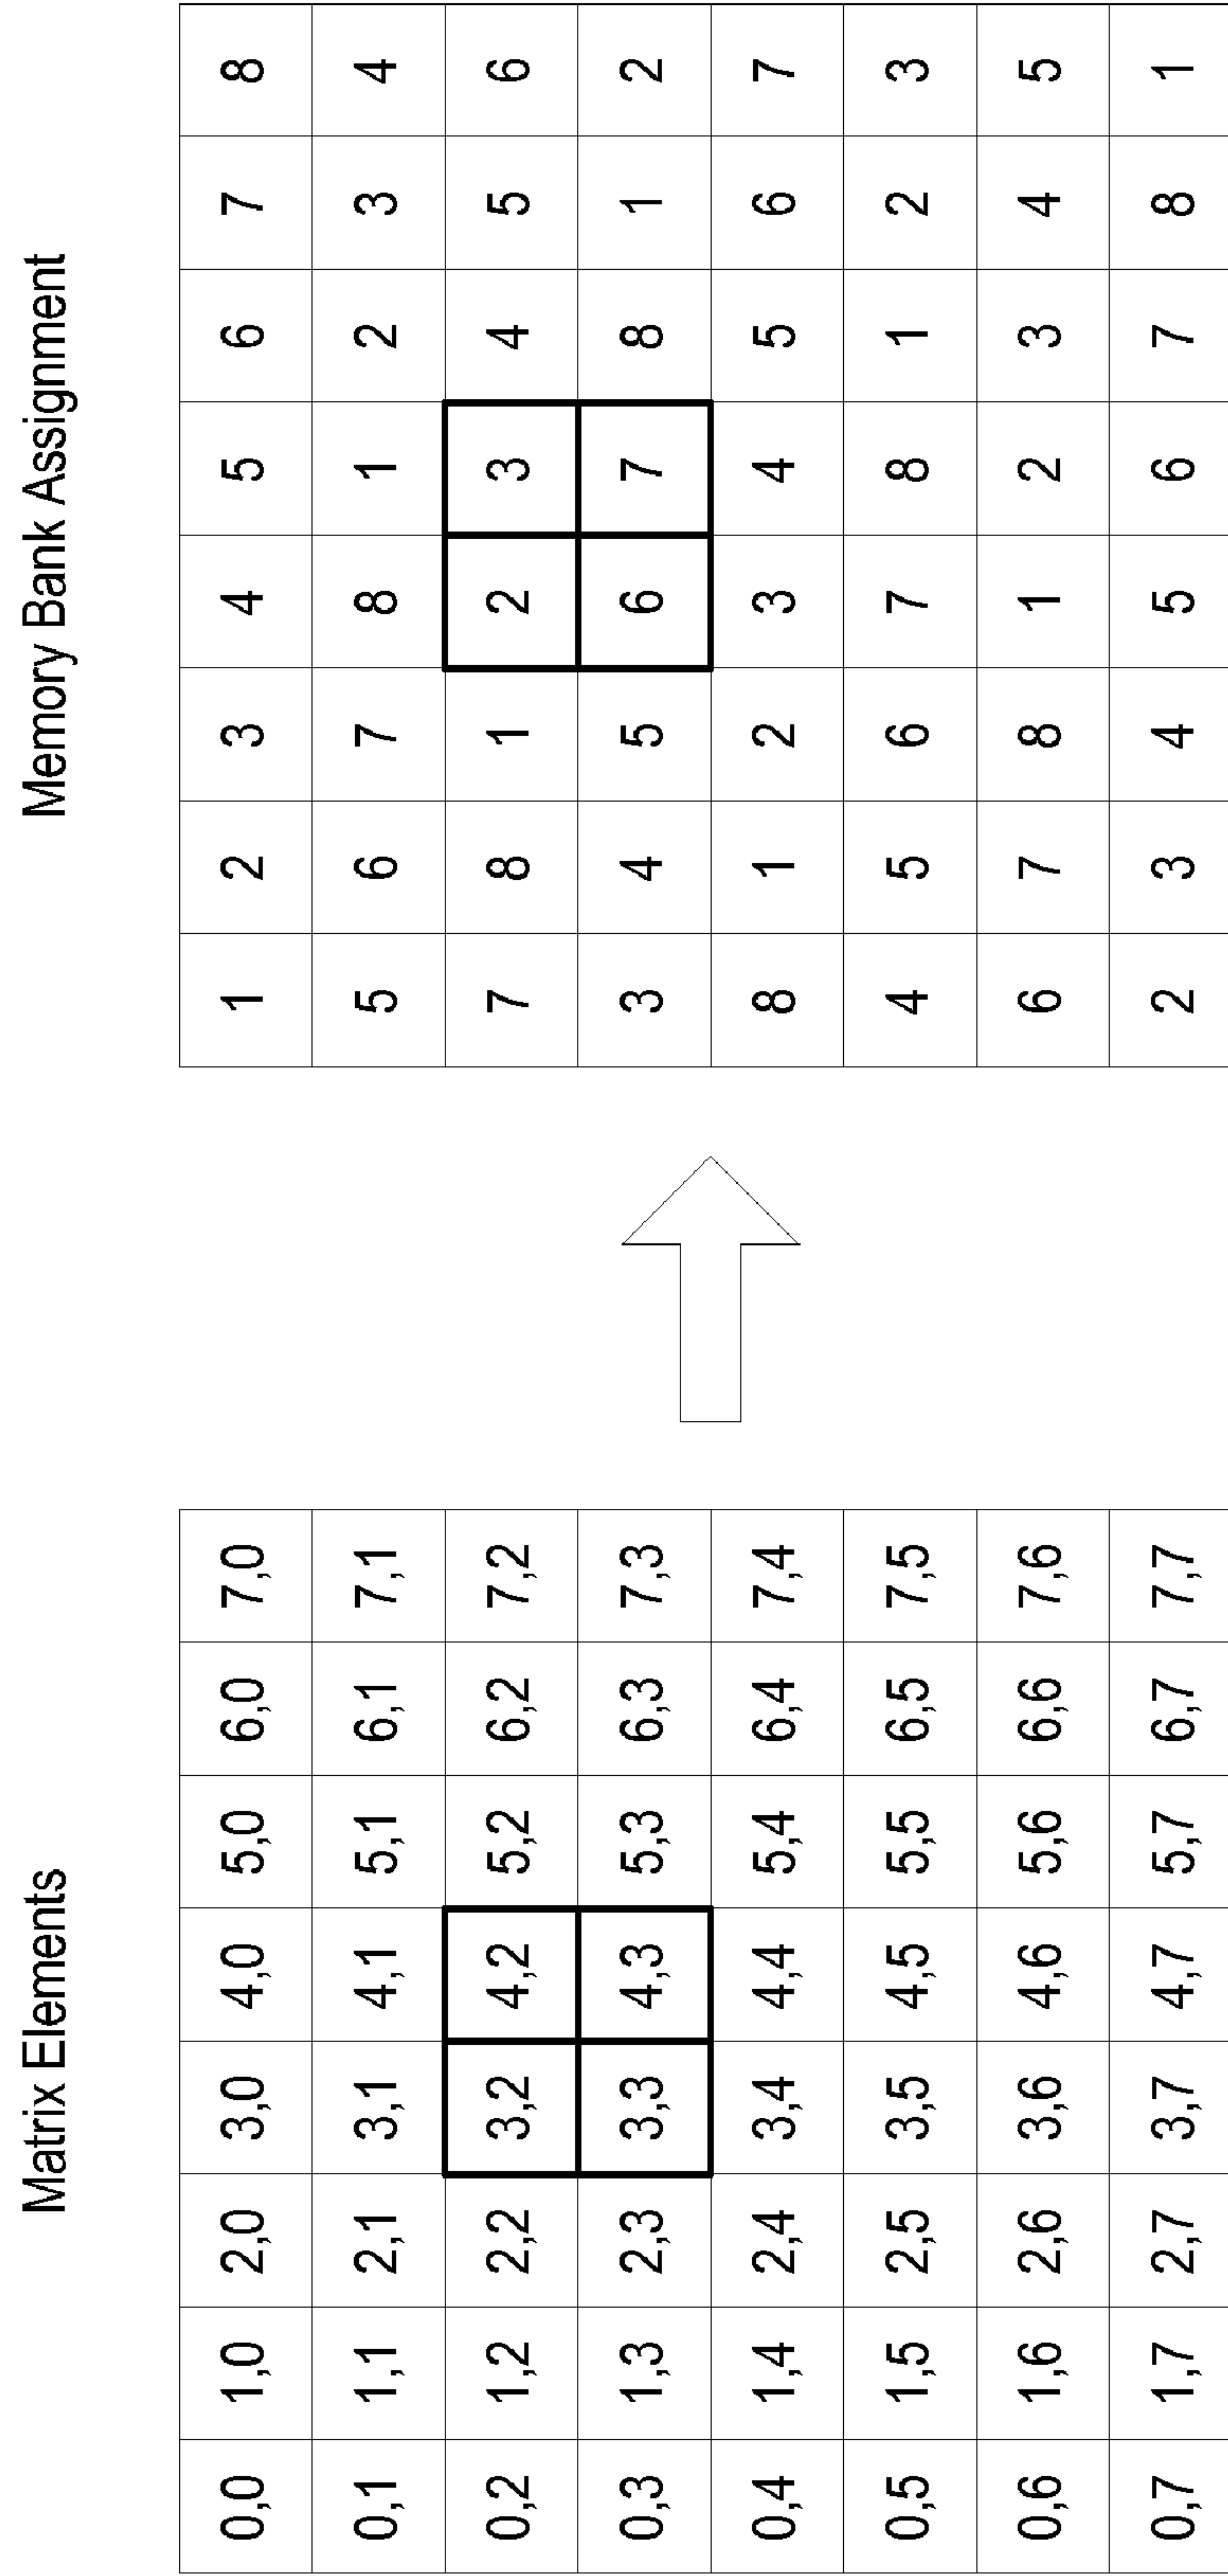 Matrix Elements
0,0 1,0 2,0 3,0 4,0 5,0 6,0 7,0
0,1 1,1 2,1 3,1 4,1 5,1 6,1 7,1
0,2 1,2 2,2 3,2 4,2 5,2 6,2 7,2
0,3 1,3 2,3 3,3 4,3 5,3 6,3 7,3
0,4 1,4 2,4 3,4 4,4 5,4 6,4 7,4
0,5 1,5 2,5 3,5 4,5 5,5 6,5 7,5
0,6 1,6 2,6 3,6 4,6 5,6 6,6 7,6
0,7 1,7 2,7 3,7 4,7 5,7 6,7 7,7
Memory Bank Assignment
1 2 3 4 5 6 7 8
5 6 7 8 1 2 3 4
7 8 1 2 3 4 5 6
3 4 5 6 7 8 1 2
8 1 2 3 4 5 6 7
4 5 6 7 8 1 2 3
6 7 8 1 2 3 4 5
2 3 4 5 6 7 8 1